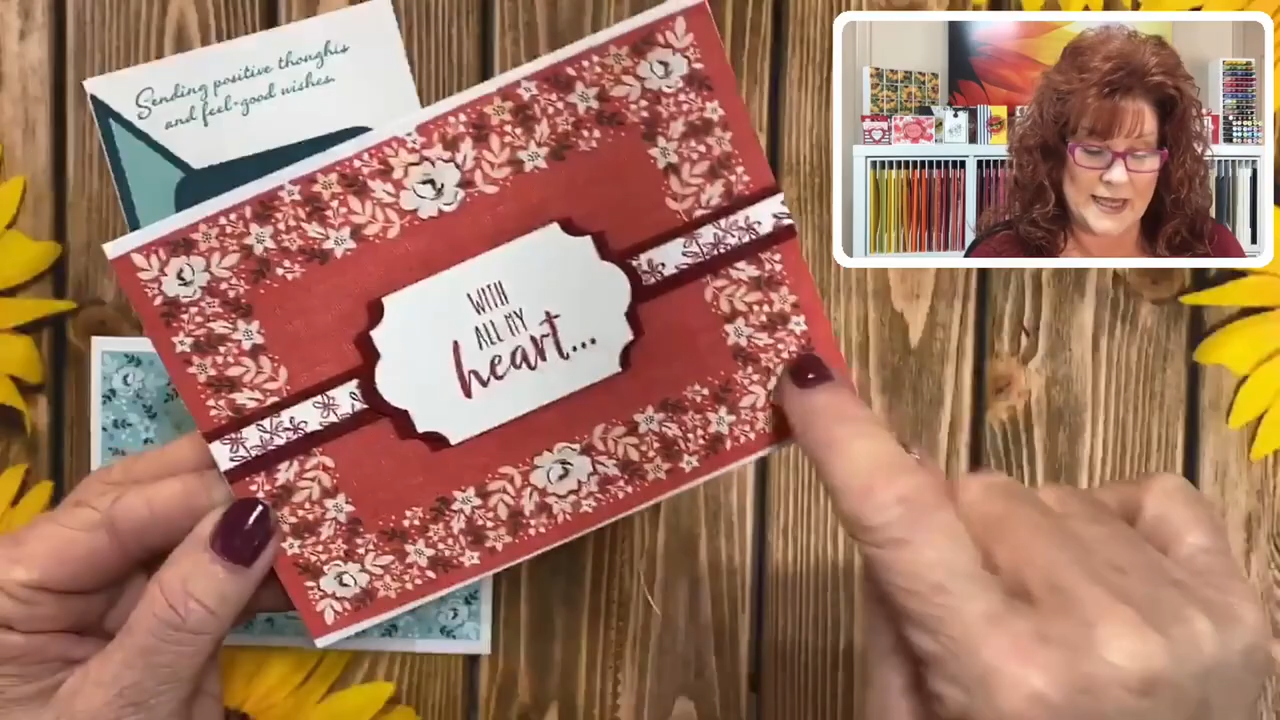 Sending positive thoughts
and feel-good wishes
WITH
ALL MY
heart...